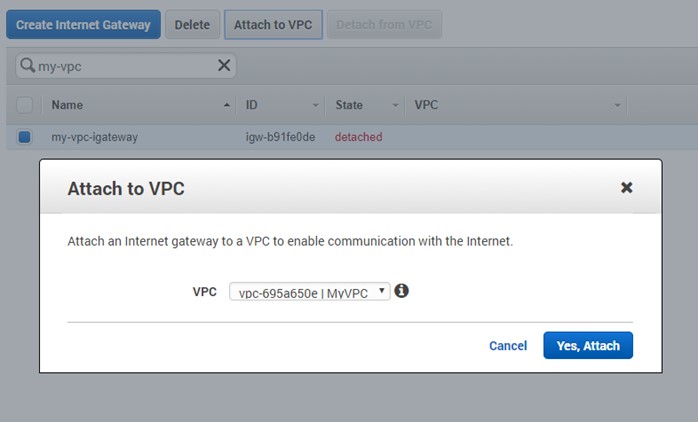 Create Internet Gateway Delete Attach to VPC Detach from VPC
my-vpc
Name ID State VPC
my-vpc-igateway igw-b91fe0de detached
Attach to VPC
Attach an Internet gateway to a VPC to enable communication with the Internet.
VPC vpc-695a650e | MyVPC
Cancel Yes, Attach